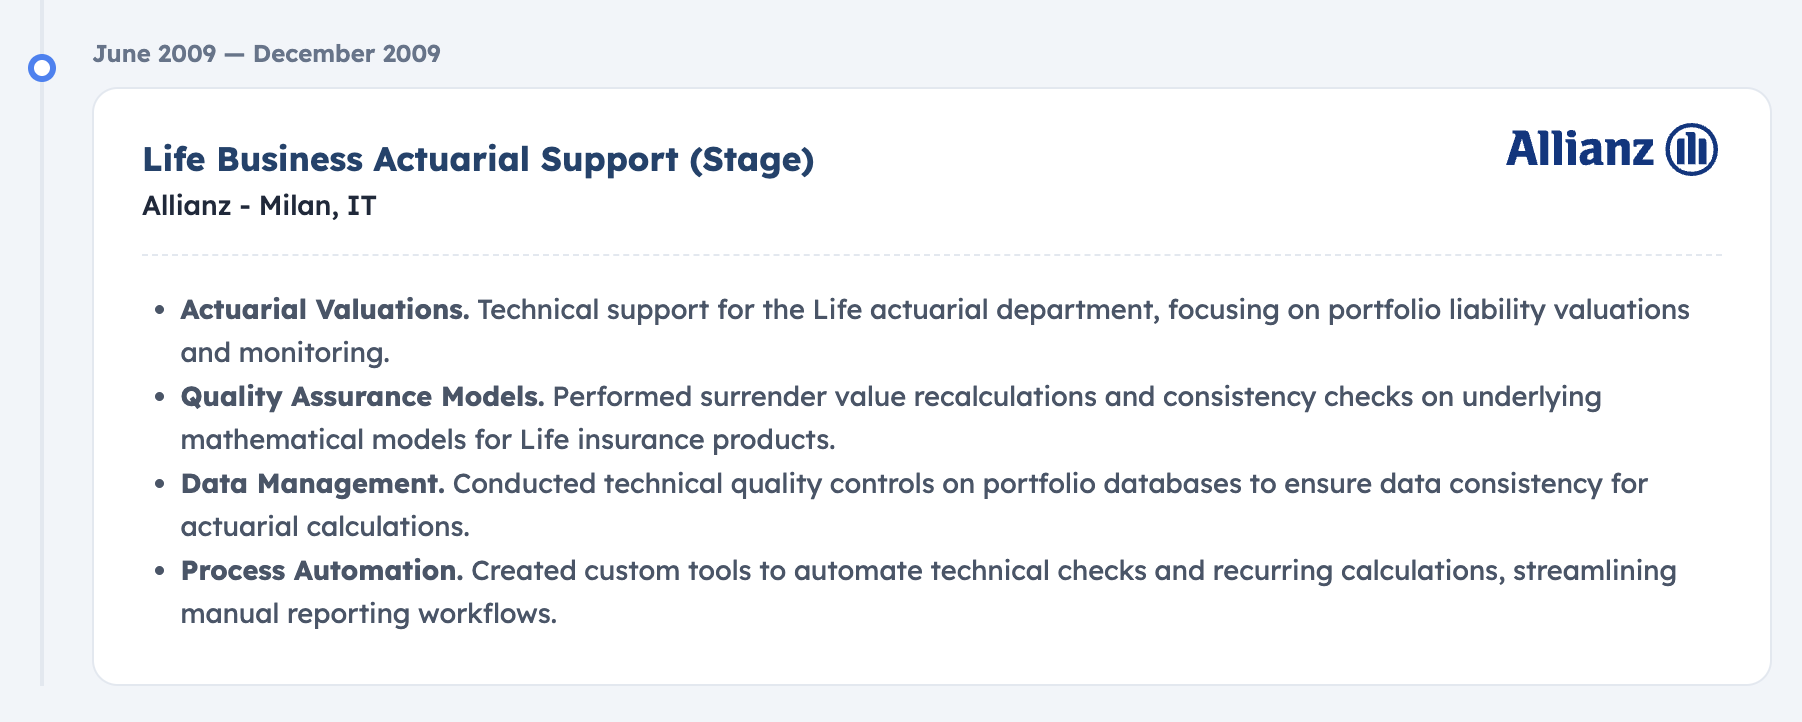 June 2009 — December 2009
Life Business Actuarial Support (Stage)
Allianz
Allianz - Milan, IT
• Actuarial Valuations. Technical support for the Life actuarial department, focusing on portfolio liability valuations
and monitoring.
• Quality Assurance Models. Performed surrender value recalculations and consistency checks on underlying
mathematical models for Life insurance products.
• Data Management. Conducted technical quality controls on portfolio databases to ensure data consistency for
actuarial calculations.
• Process Automation. Created custom tools to automate technical checks and recurring calculations, streamlining
manual reporting workflows.